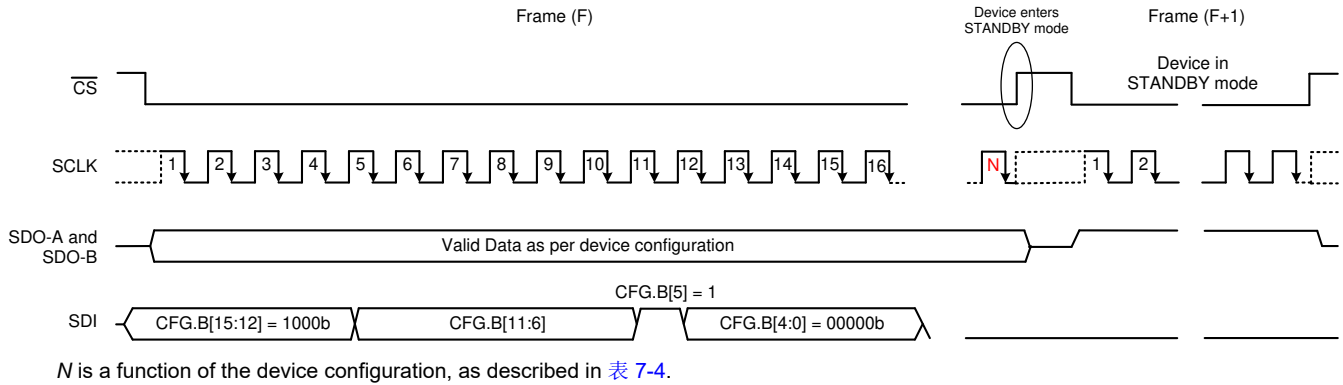 Frame (F)
Device enters
STANDBY mode
Frame (F+1)
CS
Device in
STANDBY mode
SCLK
1 2 3 4 5 6 7 8 9 10 11 12 13 14 15 16 N 1 2
SDO-A and
SDO-B
Valid Data as per device configuration
CFG.B[5] = 1
SDI
CFG.B[15:12] = 1000b
CFG.B[11:6]
CFG.B[4:0] = 00000b
N is a function of the device configuration, as described in 表 7-4.